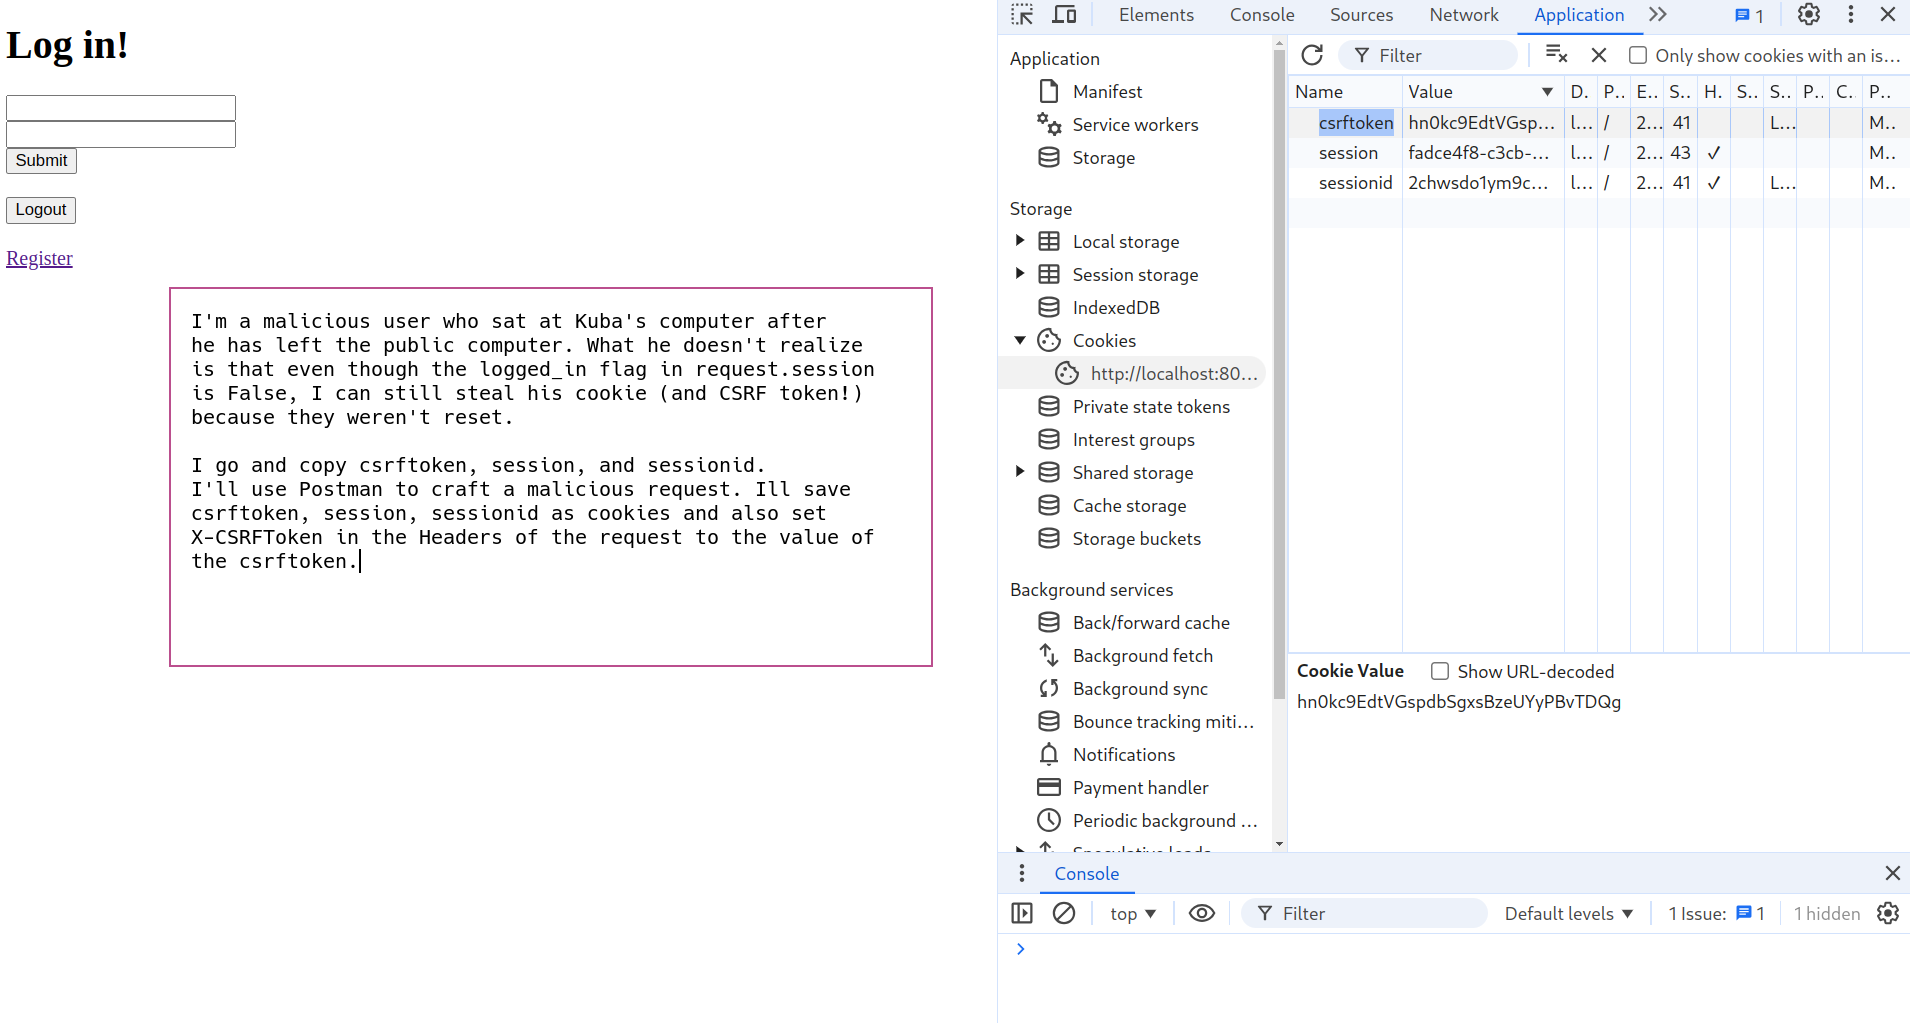 Log in!
Submit
Logout
Register
I'm a malicious user who sat at Kuba's computer after
he has left the public computer. What he doesn't realize
is that even though the logged_in flag in request.session
is False, I can still steal his cookie (and CSRF token!)
because they weren't reset.
I go and copy csrftoken, session, and sessionid.
I'll use Postman to craft a malicious request. Ill save
csrftoken, session, sessionid as cookies and also set
X-CSRFToken in the Headers of the request to the value of
the csrftoken.
Elements Console Sources Network Application 1
Application
Manifest
Service workers
Storage
Storage
Local storage
Session storage
IndexedDB
Cookies
http://localhost:80...
Private state tokens
Interest groups
Shared storage
Cache storage
Storage buckets
Background services
Back/forward cache
Background fetch
Background sync
Bounce tracking miti...
Notifications
Payment handler
Periodic background ...
Filter Only show cookies with an is...
Name Value D. P.. E.. S.. H. S.. S.. P.. C. P..
csrftoken hn0kc9EdtVGsp... l... / 2... 41 L... M..
session fadce4f8-c3cb-... l... / 2... 43 ✓ M..
sessionid 2chwsdo1ym9c... l... / 2... 41 ✓ L... M..
Cookie Value Show URL-decoded
hn0kc9EdtVGspdbSgxsBzeUYyPBvTDQg
Console
top Filter Default levels 1 Issue: 1 1 hidden